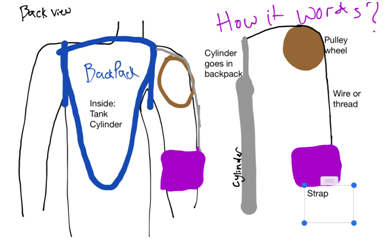 Back view
How it works?
BackPack
Inside:
Tank
Cylinder
Cylinder
goes in
backpack
Pulley
wheel
Wire or
thread
Cylinder
Strap